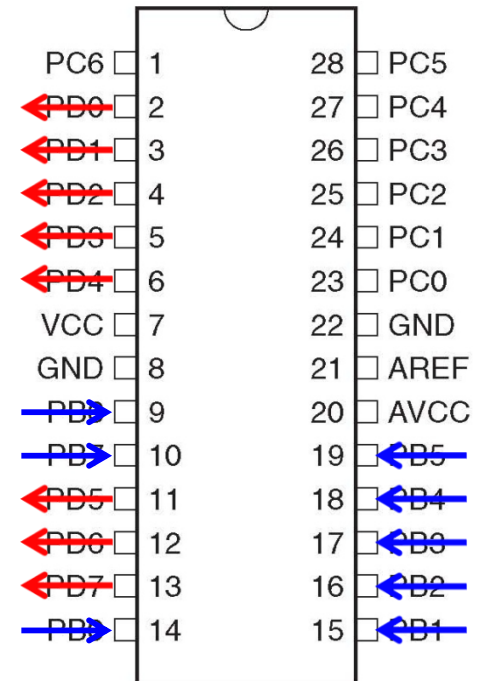 PC6 1 28 PC5
PD0 2 27 PC4
PD1 3 26 PC3
PD2 4 25 PC2
PD3 5 24 PC1
PD4 6 23 PC0
VCC 7 22 GND
GND 8 21 AREF
PB6 9 20 AVCC
PB7 10 19 PB5
PD5 11 18 PB4
PD6 12 17 PB3
PD7 13 16 PB2
PB0 14 15 PB1